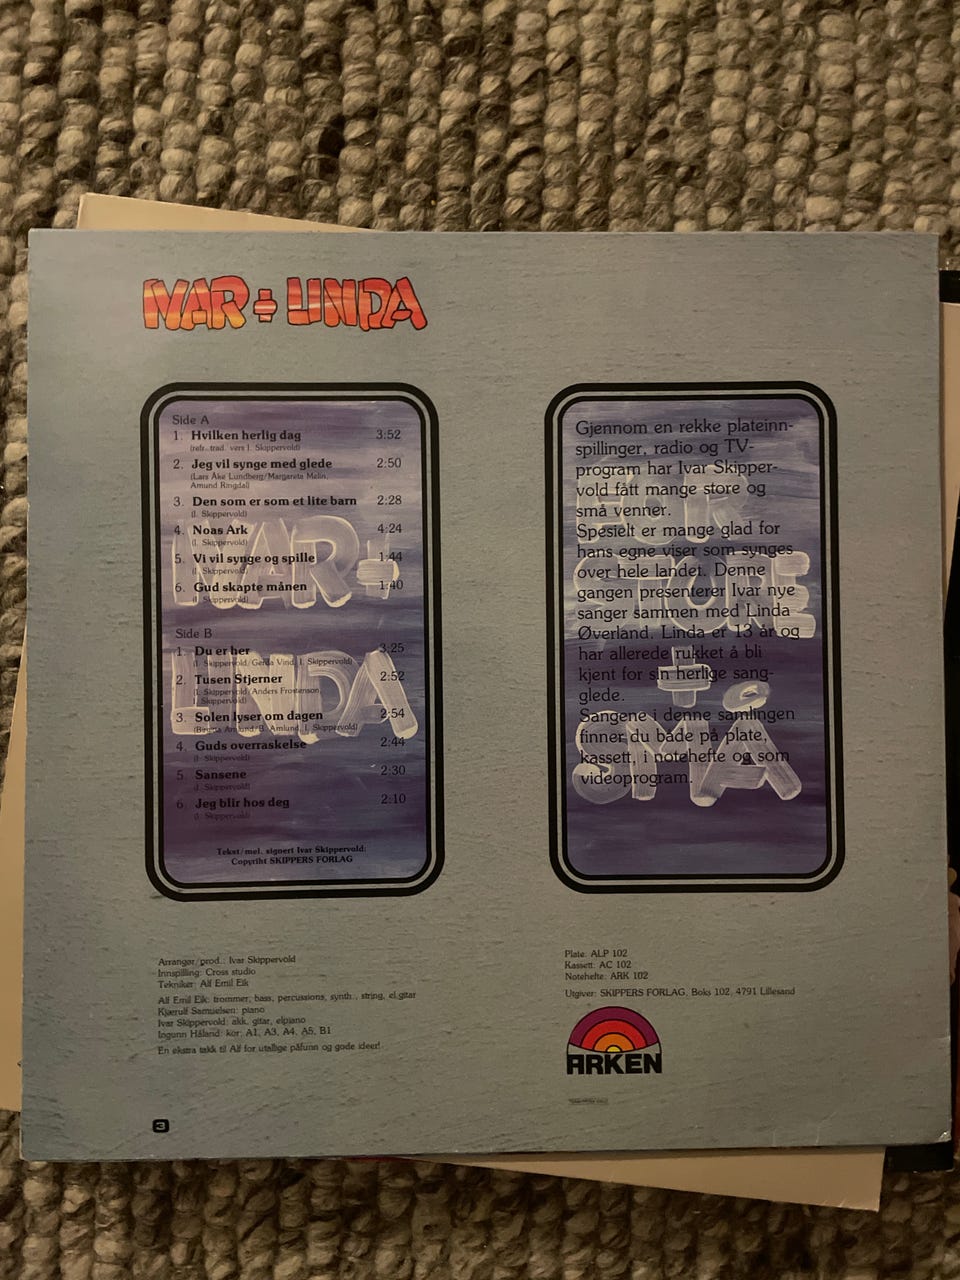 IVAR + LINDA
Side A
1. Hvilken herlig dag 3:52
(refr. trad. vers I. Skippervold)
2. Jeg vil synge med glede 2:50
(Lars Åke Lundberg/Margareta Melin,
Amund Ringdal)
3. Den som er som et lite barn 2:28
(I. Skippervold)
4. Noas Ark 4:24
(I. Skippervold)
5. Vi vil synge og spille 1:44
(I. Skippervold)
6. Gud skapte månen 1:40
(I. Skippervold)
IVAR +
Side B
1. Du er her 3:25
(I. Skippervold/Gerda Vind, I. Skippervold)
2. Tusen Stjerner 2:52
(I. Skippervold/Anders Frostenson,
I. Skippervold)
3. Solen lyser om dagen 2:54
(Birgitta Amlund/B. Amlund, I. Skippervold)
4. Guds overraskelse 2:44
(I. Skippervold)
5. Sansene 2:30
(I. Skippervold)
6. Jeg blir hos deg 2:10
(I. Skippervold)
LINDA
Tekst/mel. signert Ivar Skippervold:
Copyriht SKIPPERS FORLAG
Gjennom en rekke plateinn-
spillinger, radio og TV-
program har Ivar Skipper-
vold fått mange store og
små venner.
Spesielt er mange glad for
hans egne viser som synges
over hele landet. Denne
gangen presenterer Ivar nye
sanger sammen med Linda
Øverland. Linda er 13 år og
har allerede rukket å bli
kjent for sin herlige sang-
glede.
Sangene i denne samlingen
finner du både på plate,
kassett, i notehefte og som
videoprogram.
FOR
STORE
+
SMÅ
Arrangør/prod.: Ivar Skippervold
Innspilling: Cross studio
Tekniker: Alf Emil Eik
Alf Emil Eik: trommer, bass, percussions, synth., string, el.gitar
Kjærulf Samuelsen: piano
Ivar Skippervold: akk. gitar, elpiano
Ingunn Håland: kor, A1, A3, A4, A5, B1
En ekstra takk til Alf for utallige påfunn og gode ideer!
Plate: ALP 102
Kassett: AC 102
Notehefte: ARK 102
Utgiver: SKIPPERS FORLAG, Boks 102, 4791 Lillesand
ARKEN
3